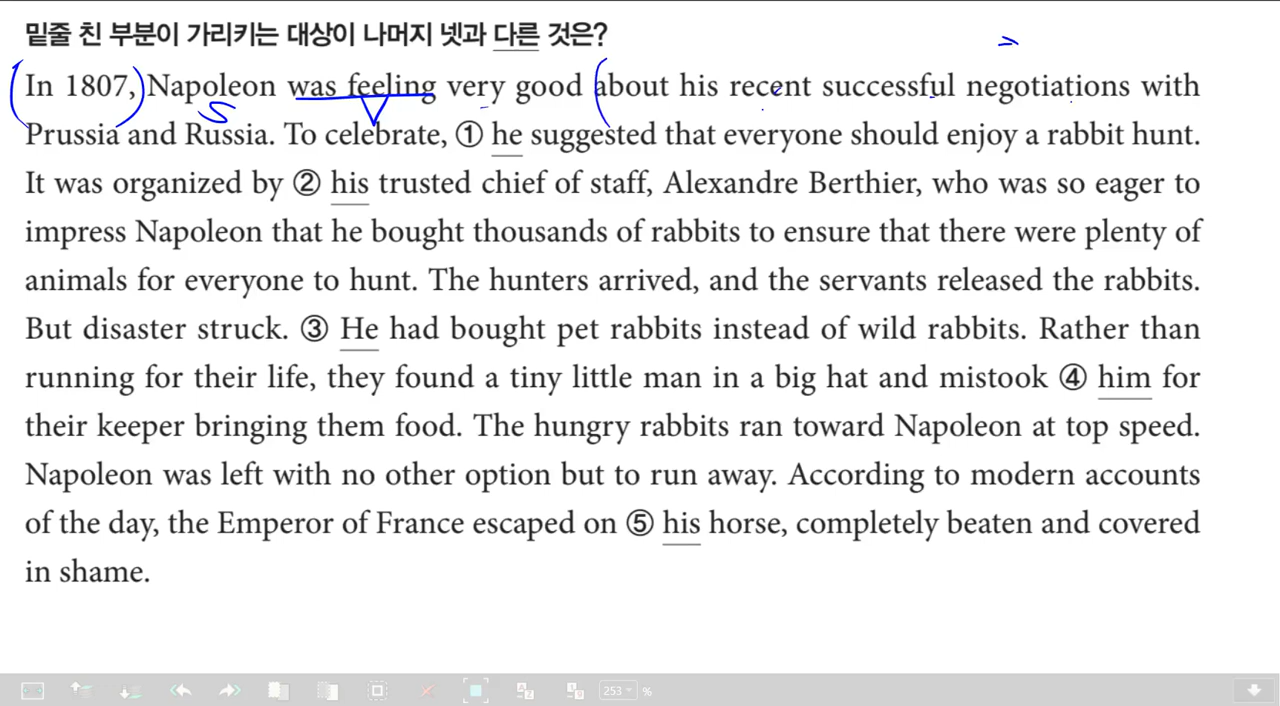 밑줄 친 부분이 가리키는 대상이 나머지 넷과 다른 것은?
In 1807, Napoleon was feeling very good about his recent successful negotiations with
Prussia and Russia. To celebrate, ① he suggested that everyone should enjoy a rabbit hunt.
It was organized by ② his trusted chief of staff, Alexandre Berthier, who was so eager to
impress Napoleon that he bought thousands of rabbits to ensure that there were plenty of
animals for everyone to hunt. The hunters arrived, and the servants released the rabbits.
But disaster struck. ③ He had bought pet rabbits instead of wild rabbits. Rather than
running for their life, they found a tiny little man in a big hat and mistook ④ him for
their keeper bringing them food. The hungry rabbits ran toward Napoleon at top speed.
Napoleon was left with no other option but to run away. According to modern accounts
of the day, the Emperor of France escaped on ⑤ his horse, completely beaten and covered
in shame.
S
V
253 %